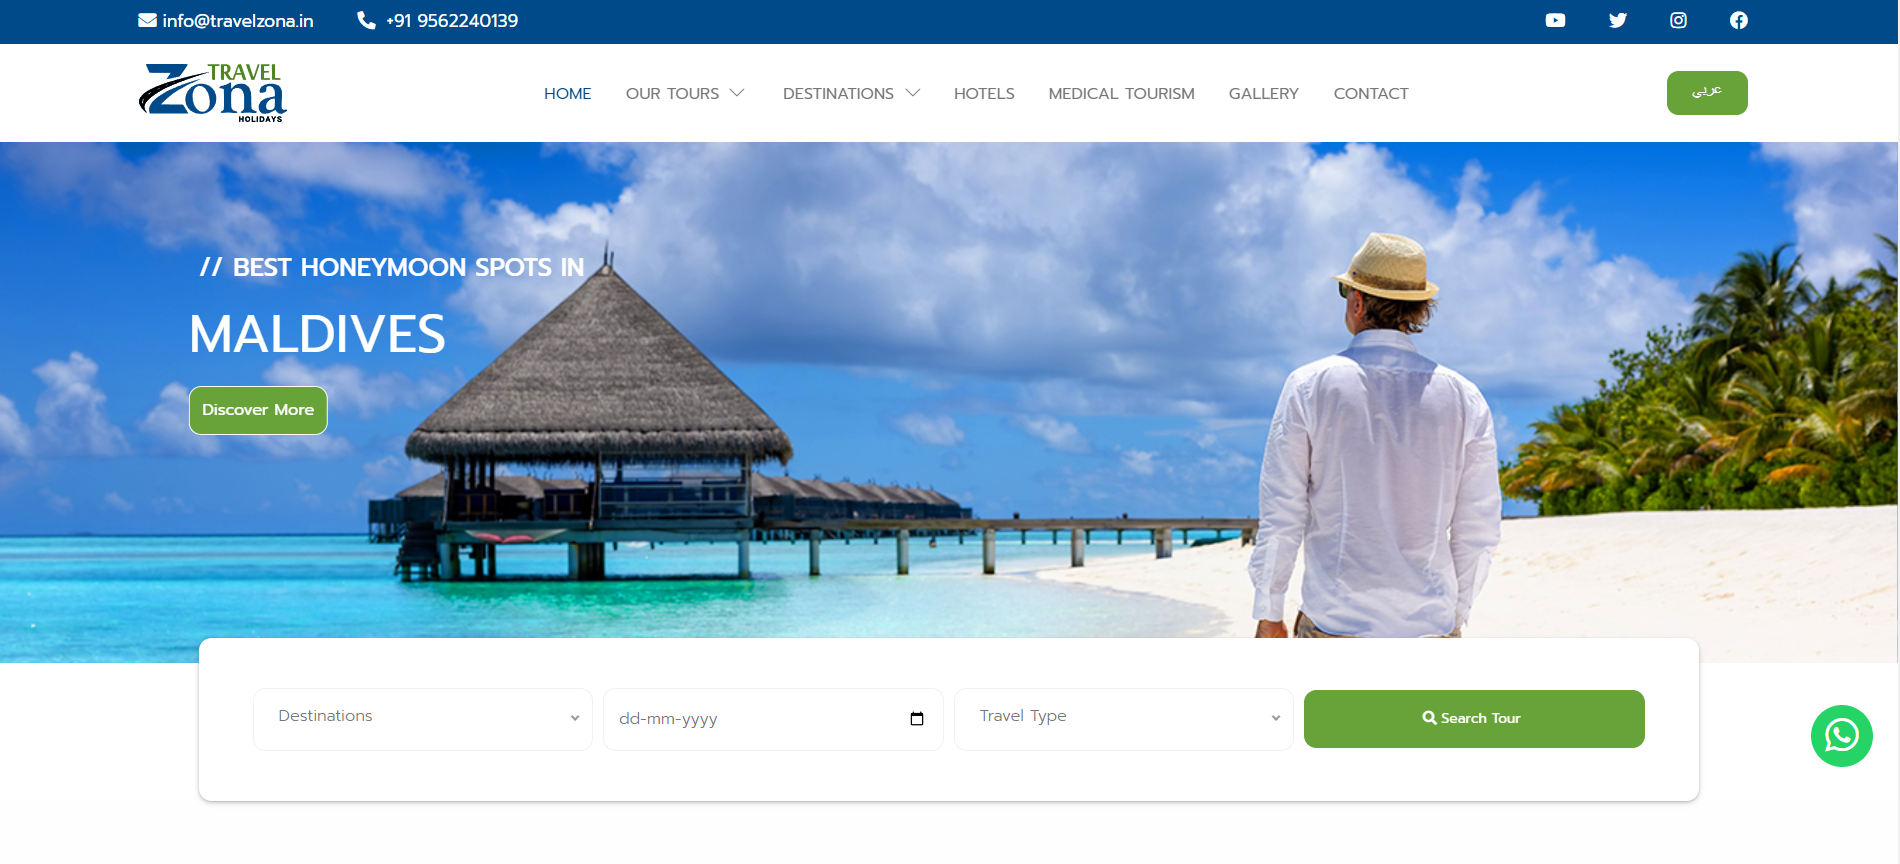 info@travelzona.in +91 9562240139
TRAVEL
Zona
HOLIDAYS
HOME OUR TOURS DESTINATIONS HOTELS MEDICAL TOURISM GALLERY CONTACT
عربي
// BEST HONEYMOON SPOTS IN
MALDIVES
Discover More
Destinations
dd-mm-yyyy
Travel Type
Search Tour